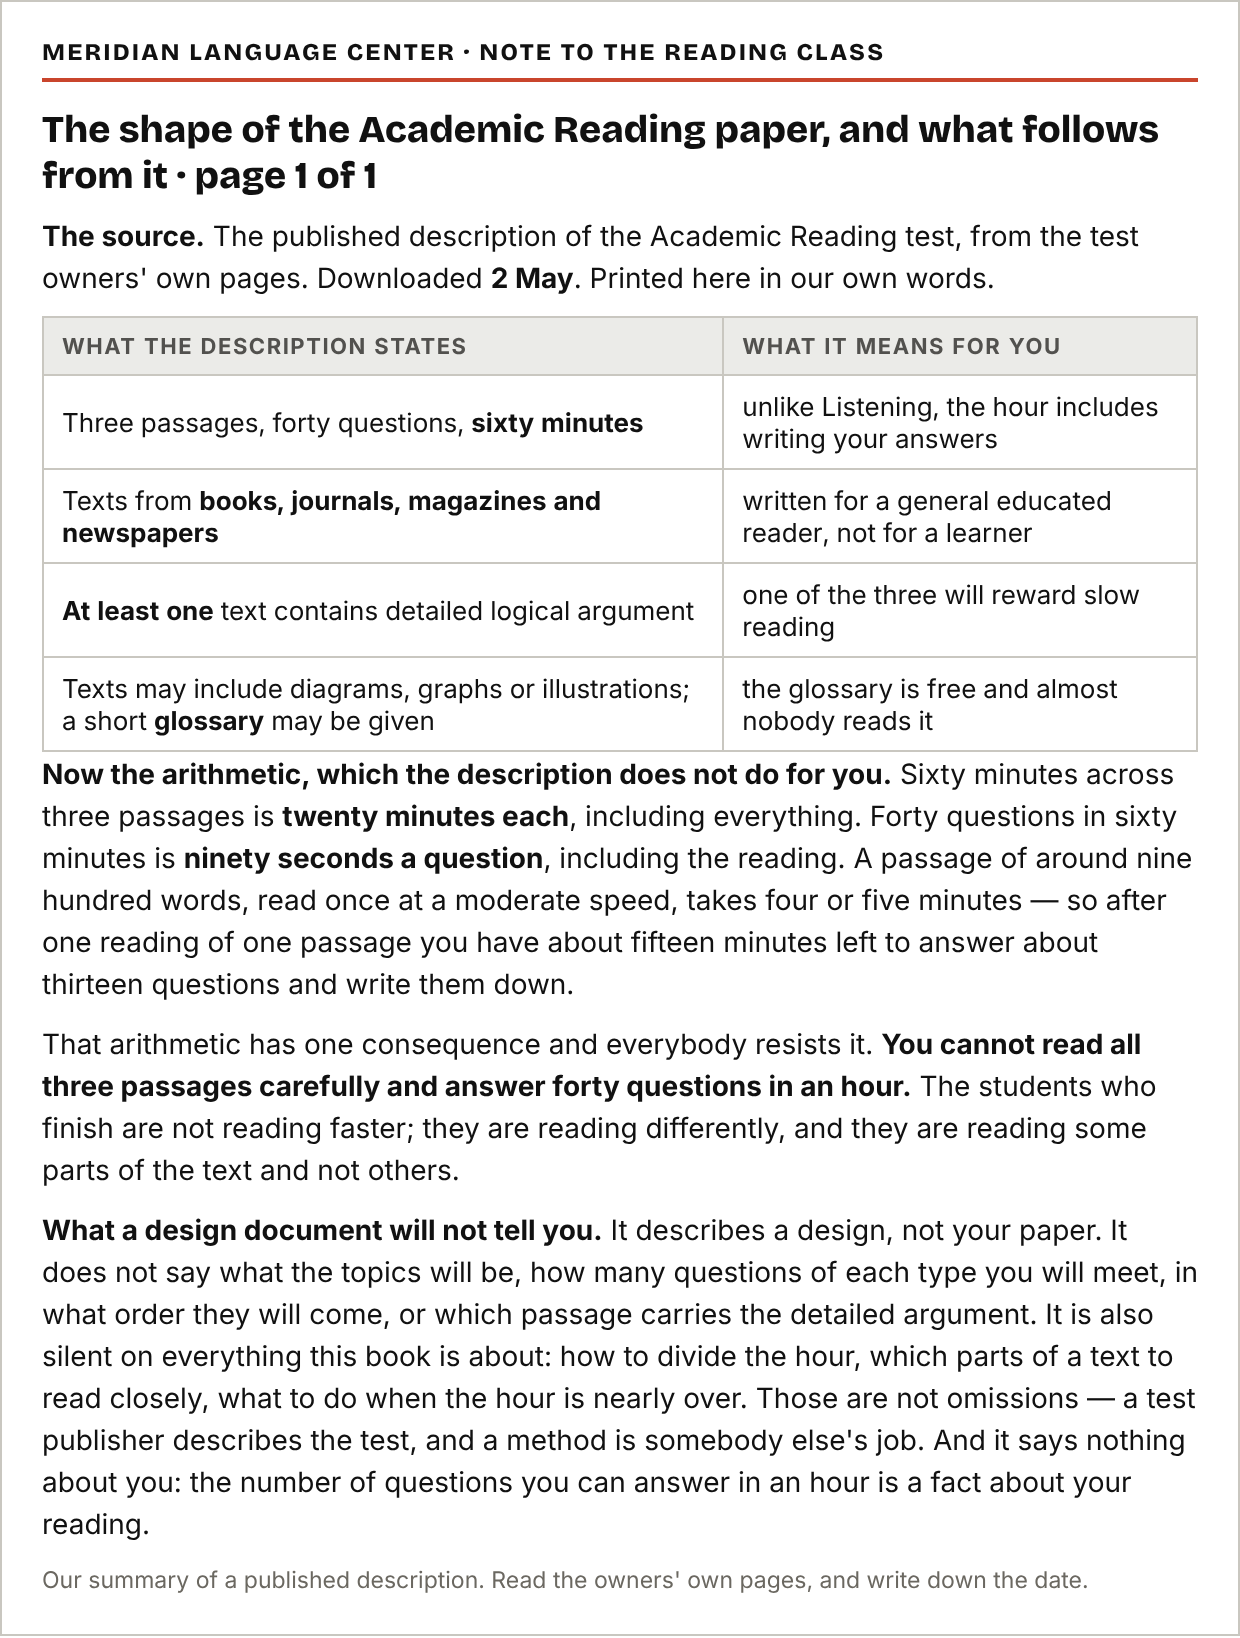 MERIDIAN LANGUAGE CENTER · NOTE TO THE READING CLASS
The shape of the Academic Reading paper, and what follows
from it · page 1 of 1
The source. The published description of the Academic Reading test, from the test
owners' own pages. Downloaded 2 May. Printed here in our own words.
WHAT THE DESCRIPTION STATES
WHAT IT MEANS FOR YOU
Three passages, forty questions, sixty minutes
unlike Listening, the hour includes
writing your answers
Texts from books, journals, magazines and
newspapers
written for a general educated
reader, not for a learner
At least one text contains detailed logical argument
one of the three will reward slow
reading
Texts may include diagrams, graphs or illustrations;
a short glossary may be given
the glossary is free and almost
nobody reads it
Now the arithmetic, which the description does not do for you. Sixty minutes across
three passages is twenty minutes each, including everything. Forty questions in sixty
minutes is ninety seconds a question, including the reading. A passage of around nine
hundred words, read once at a moderate speed, takes four or five minutes — so after
one reading of one passage you have about fifteen minutes left to answer about
thirteen questions and write them down.
That arithmetic has one consequence and everybody resists it. You cannot read all
three passages carefully and answer forty questions in an hour. The students who
finish are not reading faster; they are reading differently, and they are reading some
parts of the text and not others.
What a design document will not tell you. It describes a design, not your paper. It
does not say what the topics will be, how many questions of each type you will meet, in
what order they will come, or which passage carries the detailed argument. It is also
silent on everything this book is about: how to divide the hour, which parts of a text to
read closely, what to do when the hour is nearly over. Those are not omissions — a test
publisher describes the test, and a method is somebody else's job. And it says nothing
about you: the number of questions you can answer in an hour is a fact about your
reading.
Our summary of a published description. Read the owners' own pages, and write down the date.